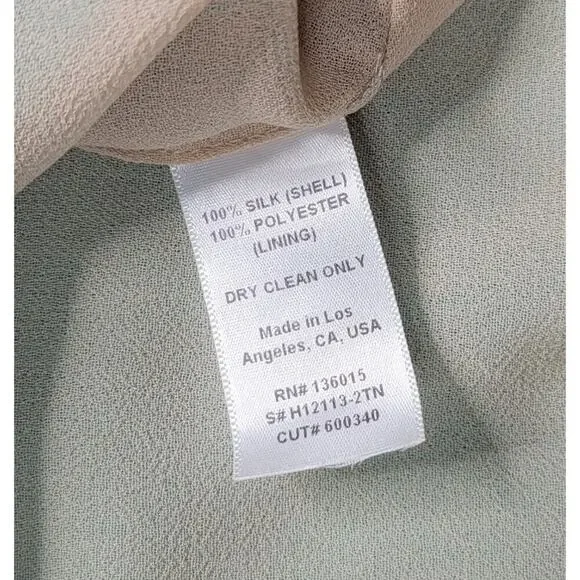 100% SILK (SHELL)
100% POLYESTER
(LINING)
DRY CLEAN ONLY
Made in Los
Angeles, CA, USA
RN# 136015
S# H12113-2TN
CUT# 600340